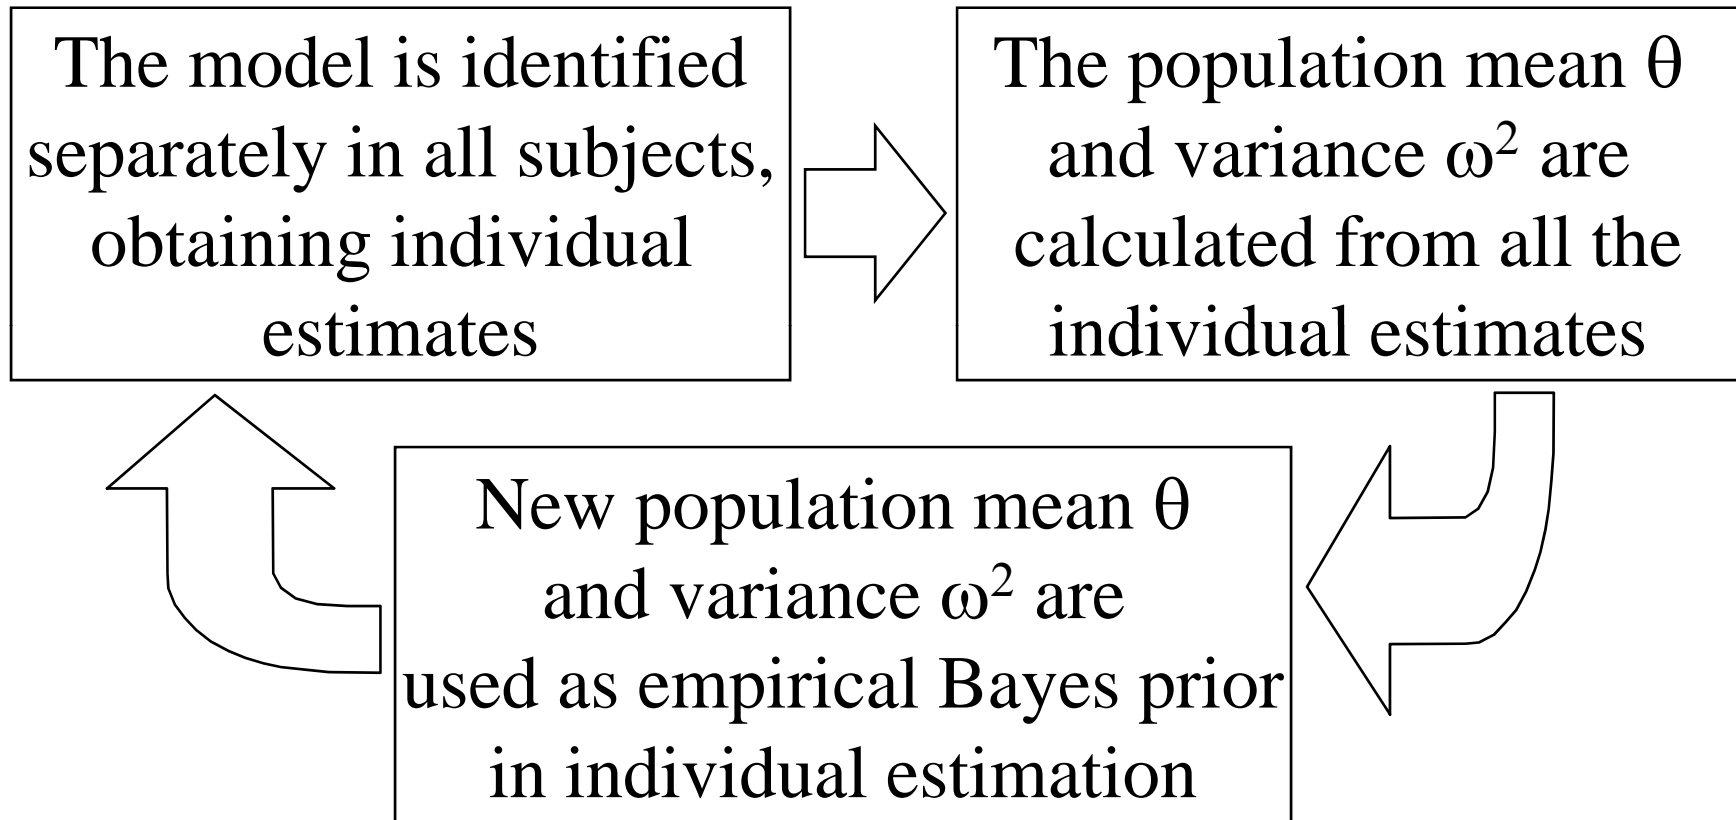 The model is identified
separately in all subjects,
obtaining individual
estimates
The population mean θ
and variance ω² are
calculated from all the
individual estimates
New population mean θ
and variance ω² are
used as empirical Bayes prior
in individual estimation